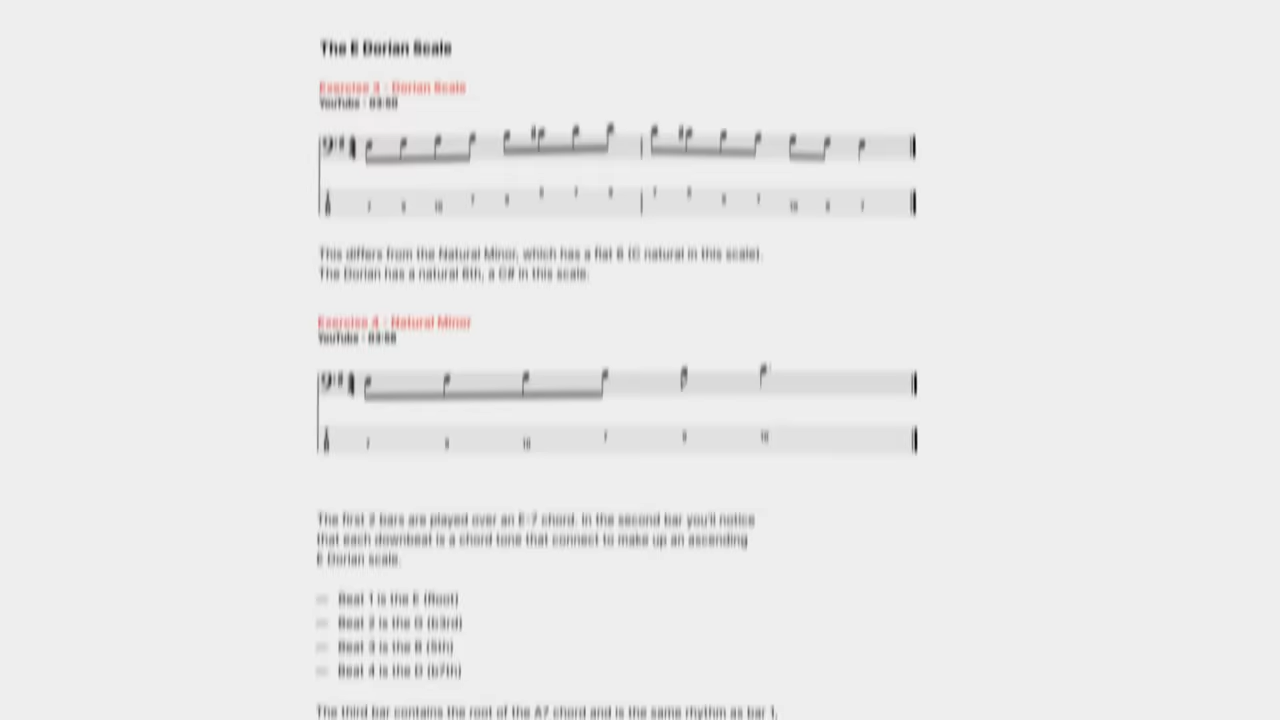 The E Dorian Scale
Exercise 3 - Dorian Scale
YouTube - 03:50
This differs from the Natural Minor, which has a flat 6 (C natural in this scale).
The Dorian has a natural 6th, a C# in this scale.
Exercise 4 - Natural Minor
YouTube -
The first 2 bars are played over an E-7 chord. In the second bar you'll notice
that each downbeat is a chord tone that connect to make up an ascending
E Dorian scale.
Beat 1 is the E (Root)
Beat 2 is the G (b3rd)
Beat 3 is the B (5th)
Beat 4 is the D (b7th)
The third bar contains the root of the A7 chord and is the same rhythm as bar 1.